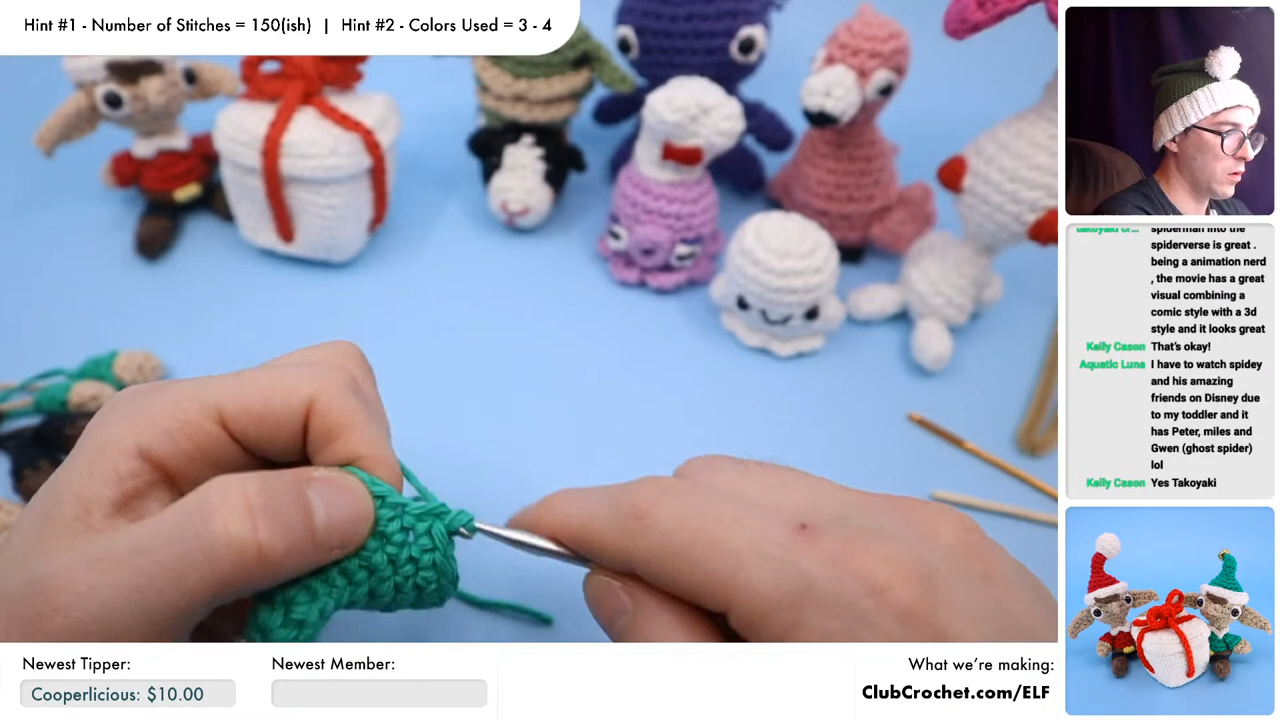 Hint #1 - Number of Stitches = 150(ish) | Hint #2 - Colors Used = 3 - 4
spiderman into the
spiderverse is great .
being a animation nerd
, the movie has a great
visual combining a
comic style with a 3d
style and it looks great
Kelly Cason That's okay!
Aquatic Luna I have to watch spidey
and his amazing
friends on Disney due
to my toddler and it
has Peter, miles and
Gwen (ghost spider)
lol
Kelly Cason Yes Takoyaki
Newest Tipper:
Cooperlicious: $10.00
Newest Member:
What we're making:
ClubCrochet.com/ELF